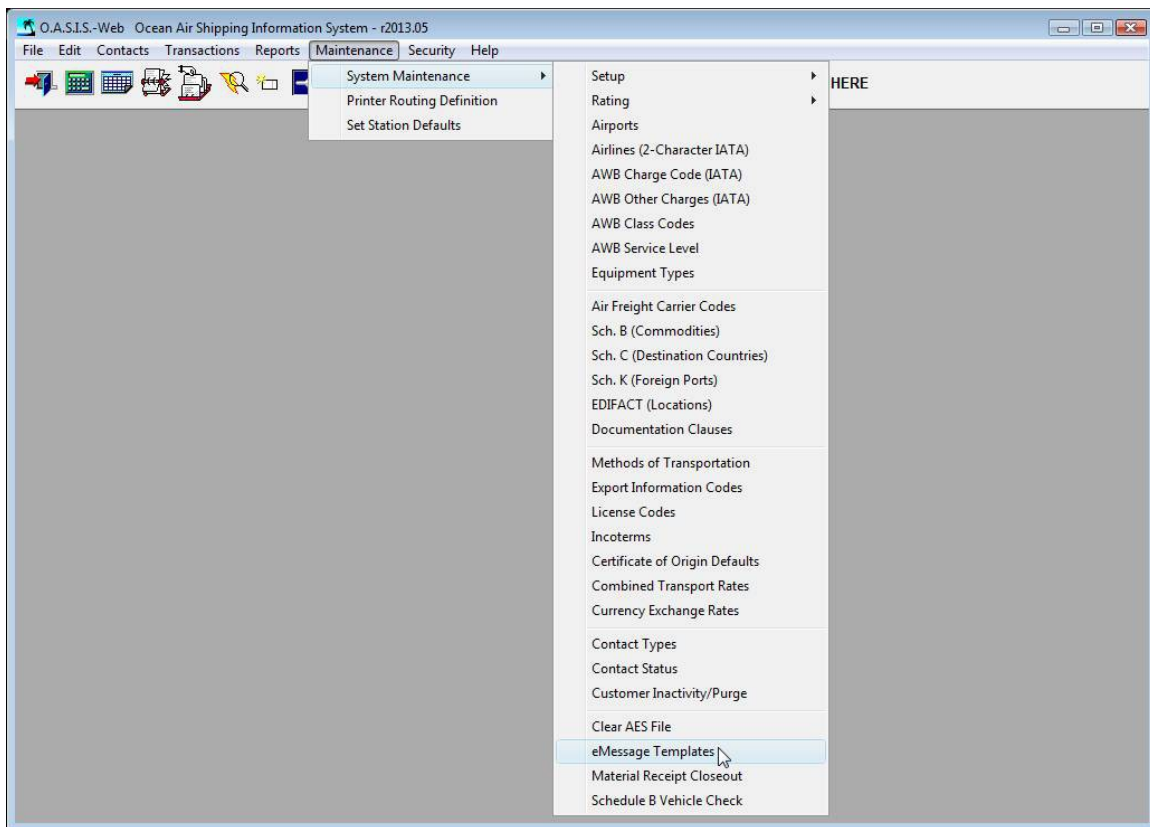 O.A.S.I.S.-Web Ocean Air Shipping Information System - r2013.05
File Edit Contacts Transactions Reports Maintenance Security Help
HERE
System Maintenance
Printer Routing Definition
Set Station Defaults
Setup
Rating
Airports
Airlines (2-Character IATA)
AWB Charge Code (IATA)
AWB Other Charges (IATA)
AWB Class Codes
AWB Service Level
Equipment Types
Air Freight Carrier Codes
Sch. B (Commodities)
Sch. C (Destination Countries)
Sch. K (Foreign Ports)
EDIFACT (Locations)
Documentation Clauses
Methods of Transportation
Export Information Codes
License Codes
Incoterms
Certificate of Origin Defaults
Combined Transport Rates
Currency Exchange Rates
Contact Types
Contact Status
Customer Inactivity/Purge
Clear AES File
eMessage Templates
Material Receipt Closeout
Schedule B Vehicle Check